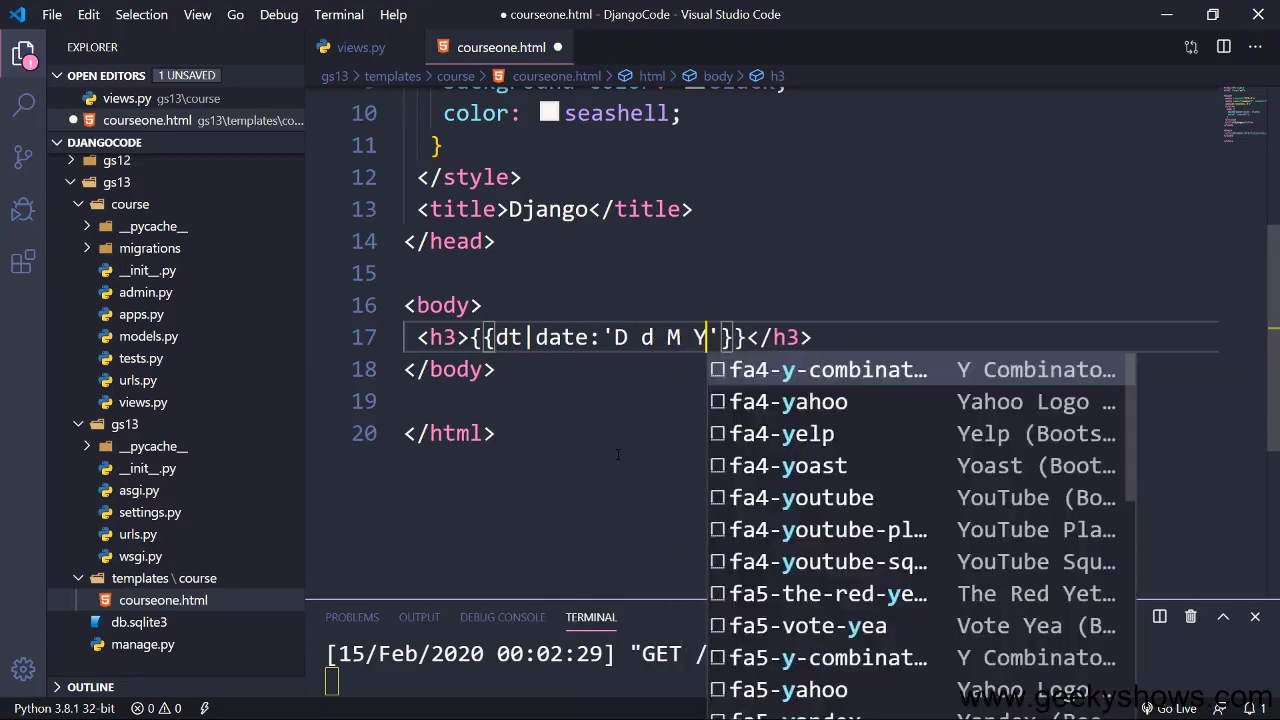 File Edit Selection View Go Debug Terminal Help
● courseone.html - DjangoCode - Visual Studio Code
EXPLORER
views.py
courseone.html
OPEN EDITORS 1 UNSAVED
gs13 > templates > course > courseone.html > html > body > h3
views.py gs13\course
courseone.html gs13\templates\co...
DJANGOCODE
gs12
gs13
course
__pycache__
migrations
__init__.py
admin.py
apps.py
models.py
tests.py
urls.py
views.py
gs13
__pycache__
__init__.py
asgi.py
settings.py
urls.py
wsgi.py
templates \ course
courseone.html
db.sqlite3
manage.py
OUTLINE
10 color: seashell;
11 }
12 </style>
13 <title>Django</title>
14 </head>
15
16 <body>
17 <h3>{{dt|date:'D d M Y'}}</h3>
18 </body>
19
20 </html>
fa4-y-combinat… Y Combinato…
fa4-yahoo Yahoo Logo …
fa4-yelp Yelp (Boots…
fa4-yoast Yoast (Boot…
fa4-youtube YouTube (Bo…
fa4-youtube-pl… YouTube Pla…
fa4-youtube-sq… YouTube Squ…
fa5-the-red-ye… The Red Yet…
fa5-vote-yea Vote Yea (B…
fa5-y-combinat… Y Combinato…
fa5-yahoo Yahoo Logo
PROBLEMS OUTPUT DEBUG CONSOLE TERMINAL
[15/Feb/2020 00:02:29] "GET /
www.geekyshows.com
Python 3.8.1 32-bit 0 0 Go Live 1